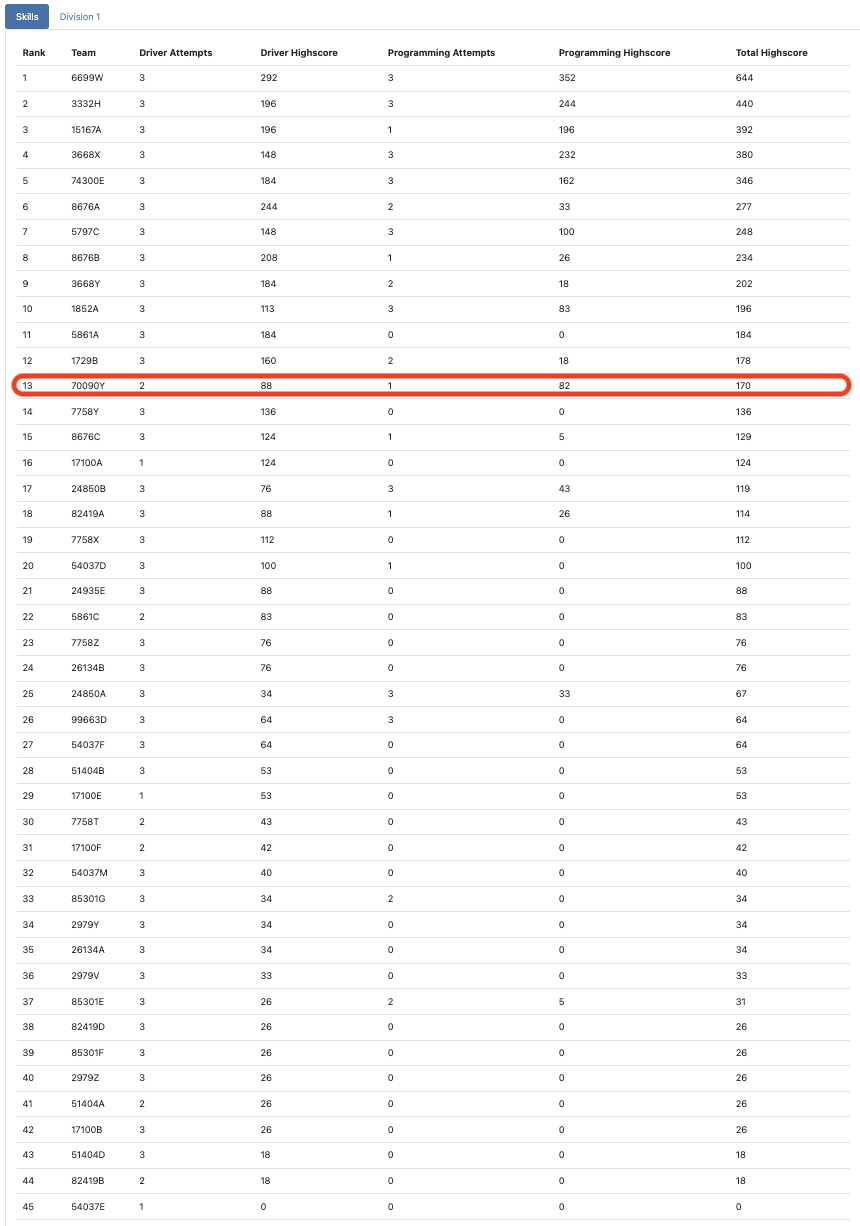 Skills Division 1
Rank Team Driver Attempts Driver Highscore Programming Attempts Programming Highscore Total Highscore
1 6699W 3 292 3 352 644
2 3332H 3 196 3 244 440
3 15167A 3 196 1 196 392
4 3668X 3 148 3 232 380
5 74300E 3 184 3 162 346
6 8676A 3 244 2 33 277
7 5797C 3 148 3 100 248
8 8676B 3 208 1 26 234
9 3668Y 3 184 2 18 202
10 1852A 3 113 3 83 196
11 5861A 3 184 0 0 184
12 1729B 3 160 2 18 178
13 70090Y 2 88 1 82 170
14 7758Y 3 136 0 0 136
15 8676C 3 124 1 5 129
16 17100A 1 124 0 0 124
17 24850B 3 76 3 43 119
18 82419A 3 88 1 26 114
19 7758X 3 112 0 0 112
20 54037D 3 100 1 0 100
21 24935E 3 88 0 0 88
22 5861C 2 83 0 0 83
23 7758Z 3 76 0 0 76
24 26134B 3 76 0 0 76
25 24850A 3 34 3 33 67
26 99663D 3 64 3 0 64
27 54037F 3 64 0 0 64
28 51404B 3 53 0 0 53
29 17100E 1 53 0 0 53
30 7758T 2 43 0 0 43
31 17100F 2 42 0 0 42
32 54037M 3 40 0 0 40
33 85301G 3 34 2 0 34
34 2979Y 3 34 0 0 34
35 26134A 3 34 0 0 34
36 2979V 3 33 0 0 33
37 85301E 3 26 2 5 31
38 82419D 3 26 0 0 26
39 85301F 3 26 0 0 26
40 2979Z 3 26 0 0 26
41 51404A 2 26 0 0 26
42 17100B 3 26 0 0 26
43 51404D 3 18 0 0 18
44 82419B 2 18 0 0 18
45 54037E 1 0 0 0 0